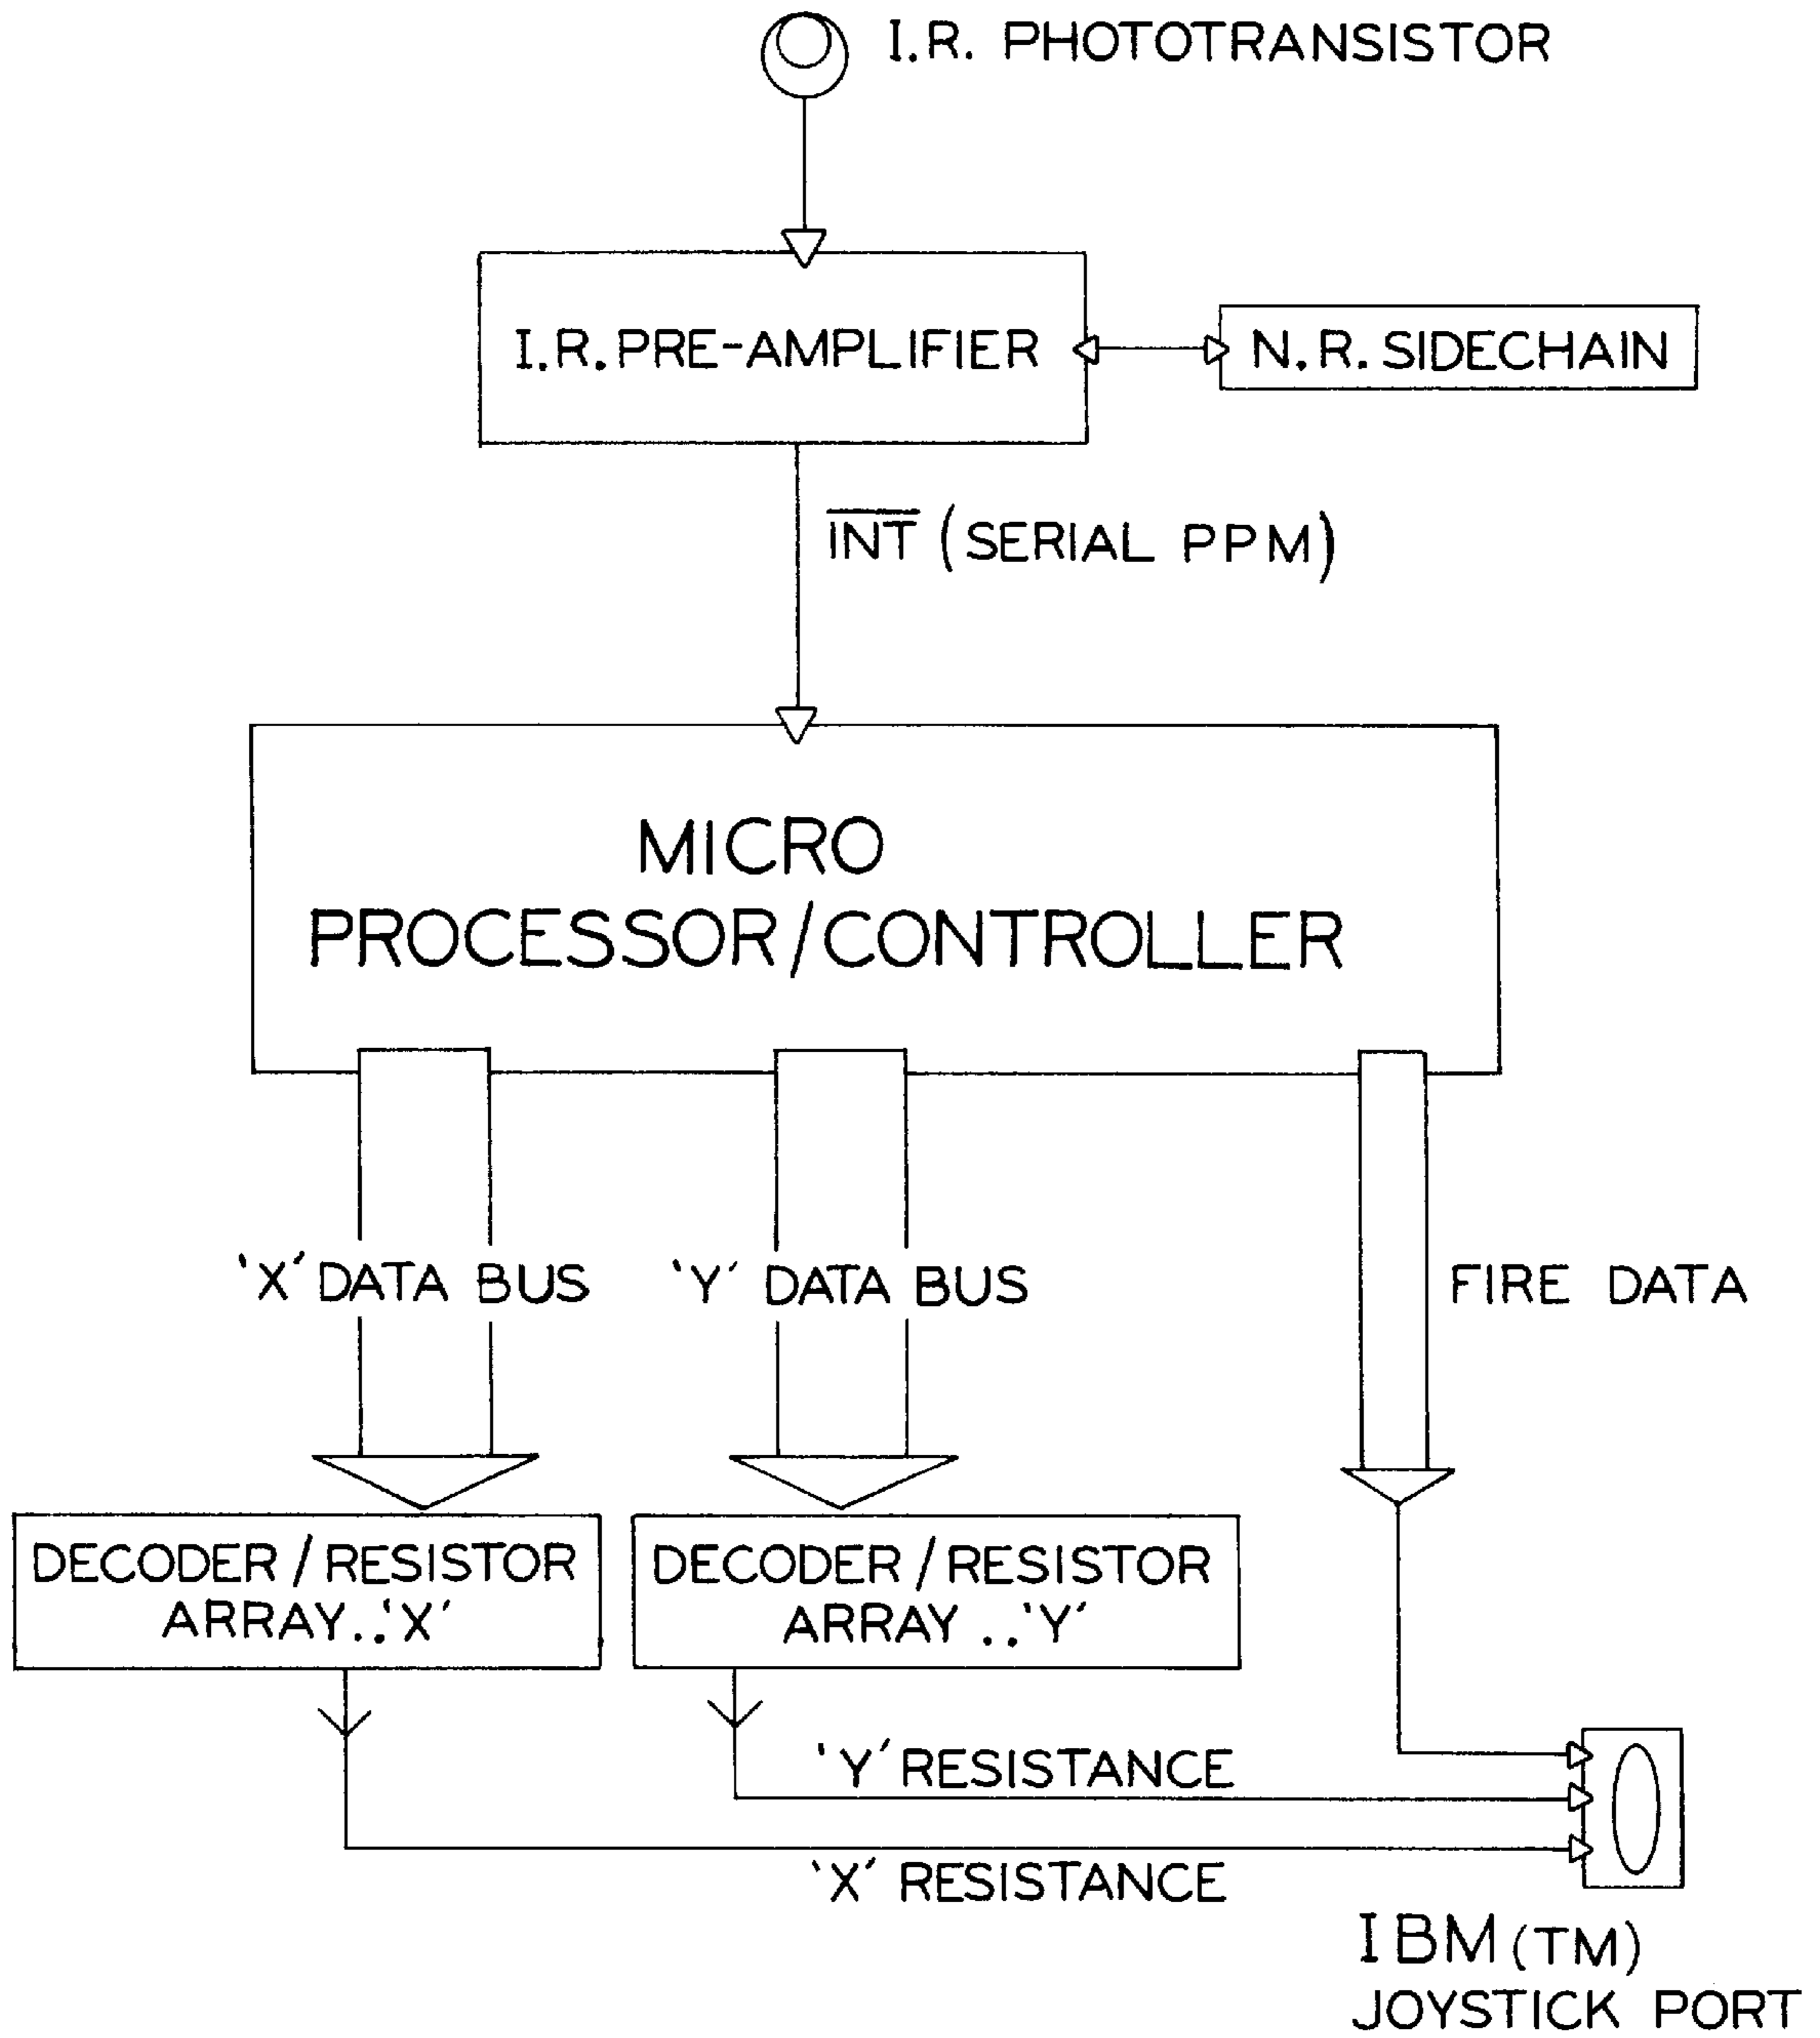 I.R. PHOTOTRANSISTOR
I.R. PRE-AMPLIFIER
N.R. SIDECHAIN
INT (SERIAL PPM)
MICRO
PROCESSOR/CONTROLLER
'X' DATA BUS
'Y' DATA BUS
FIRE DATA
DECODER/RESISTOR
ARRAY..'X'
DECODER/RESISTOR
ARRAY ..'Y'
'Y' RESISTANCE
'X' RESISTANCE
IBM (TM)
JOYSTICK PORT